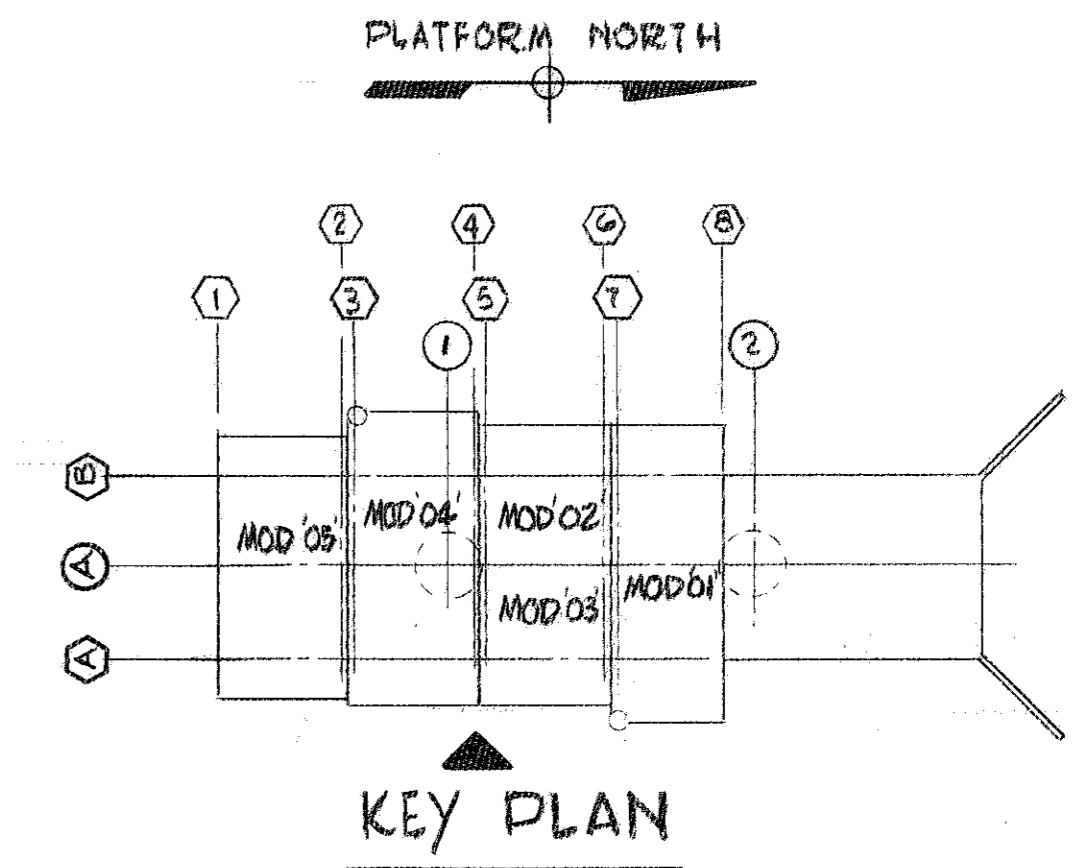 PLATFORM NORTH
2 4 6 8
1 3 5 7
1 2
B
MOD'05' MOD'04' MOD'02'
A
MOD'03' MOD'01'
A
KEY PLAN